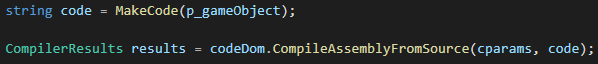 string code = MakeCode(p_gameObject);
CompilerResults results = codeDom.CompileAssemblyFromSource(cparams, code);